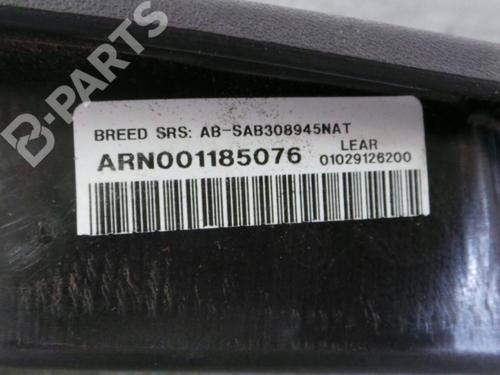 B-PARTS
BREED SRS: AB-SAB308945NAT
LEAR
ARN001185076 01029126200